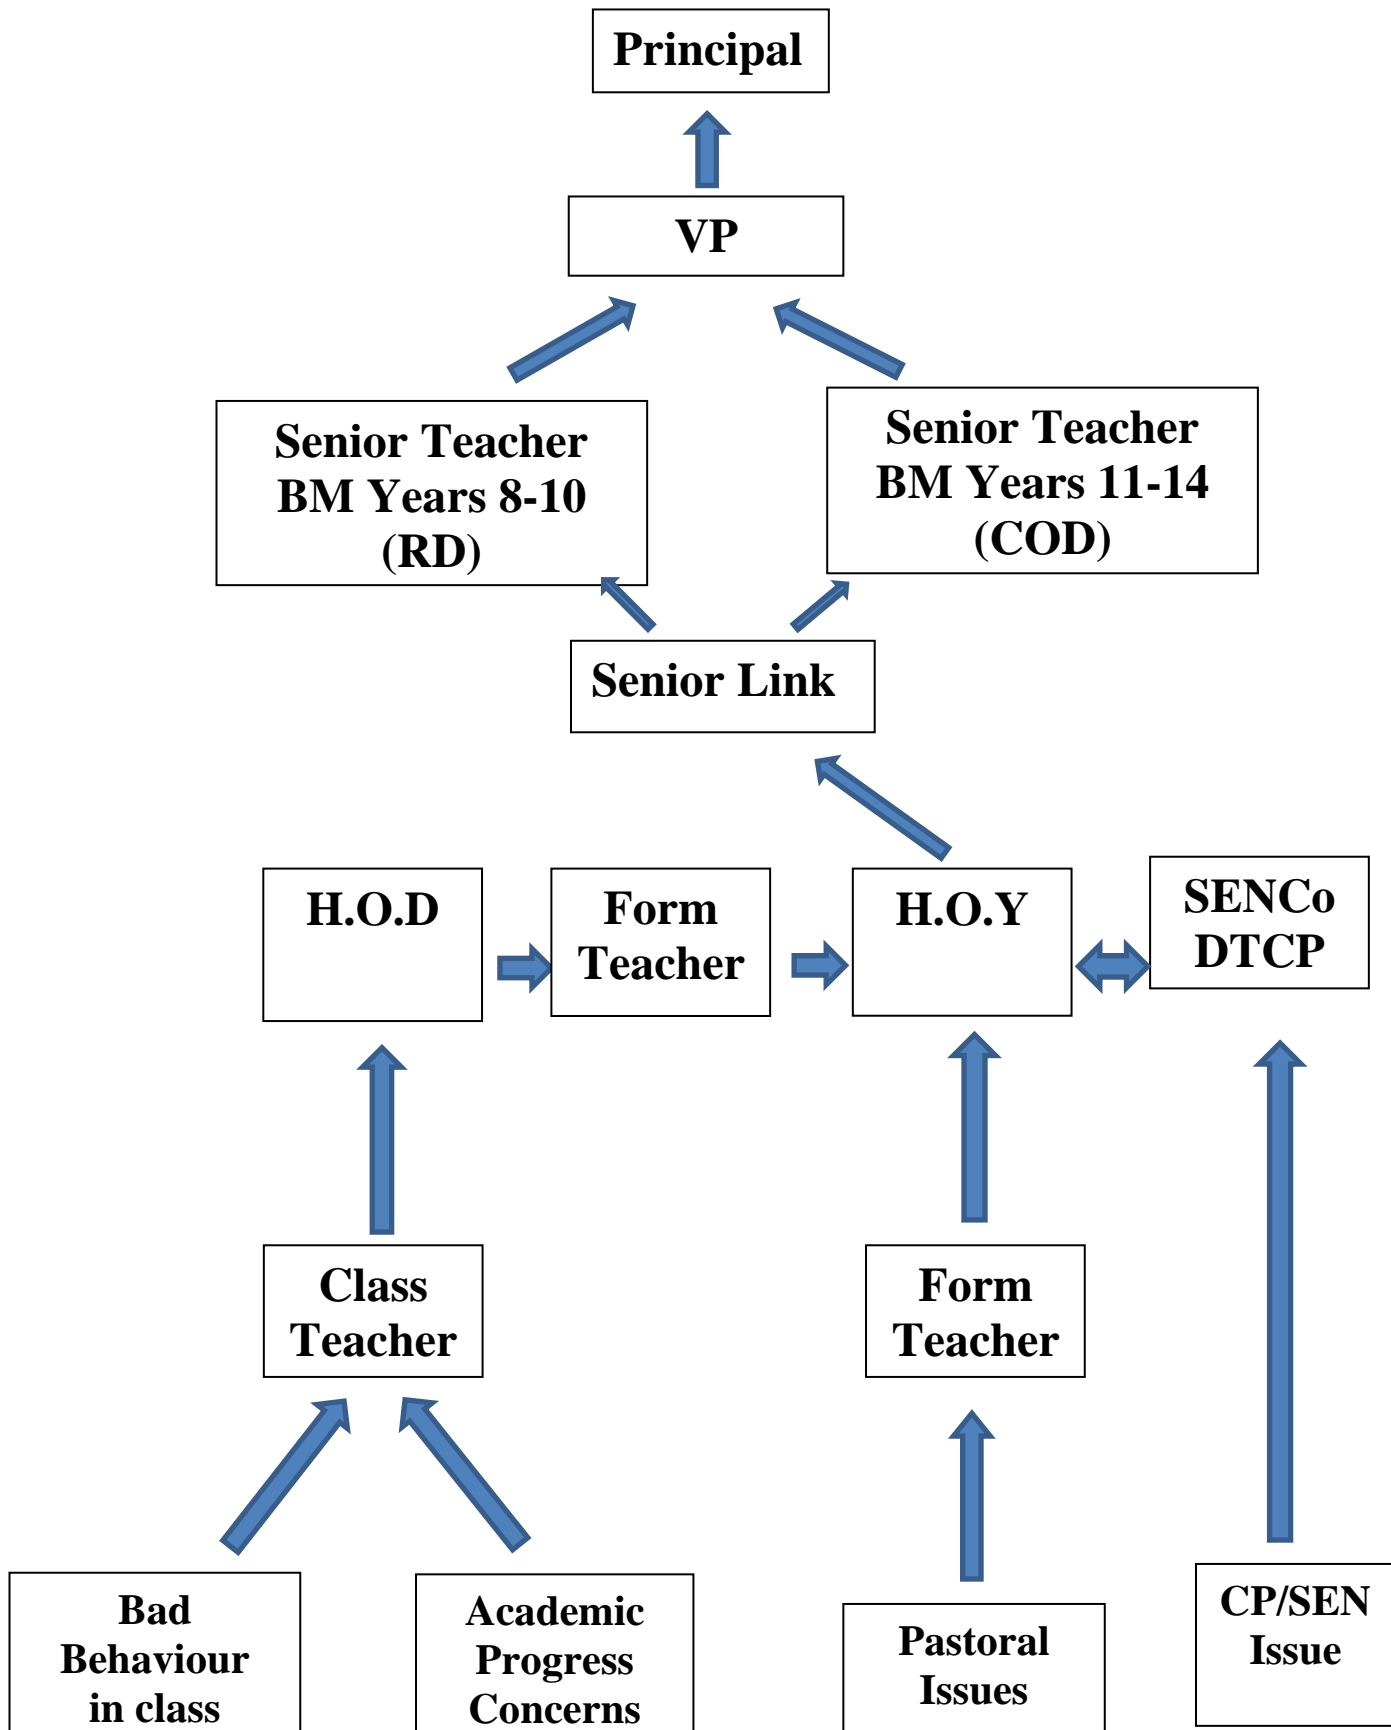 Principal
VP
Senior Teacher
BM Years 8-10
(RD)
Senior Teacher
BM Years 11-14
(COD)
Senior Link
H.O.D
Form
Teacher
H.O.Y
SENCo
DTCP
Class
Teacher
Form
Teacher
Bad
Behaviour
in class
Academic
Progress
Concerns
Pastoral
Issues
CP/SEN
Issue